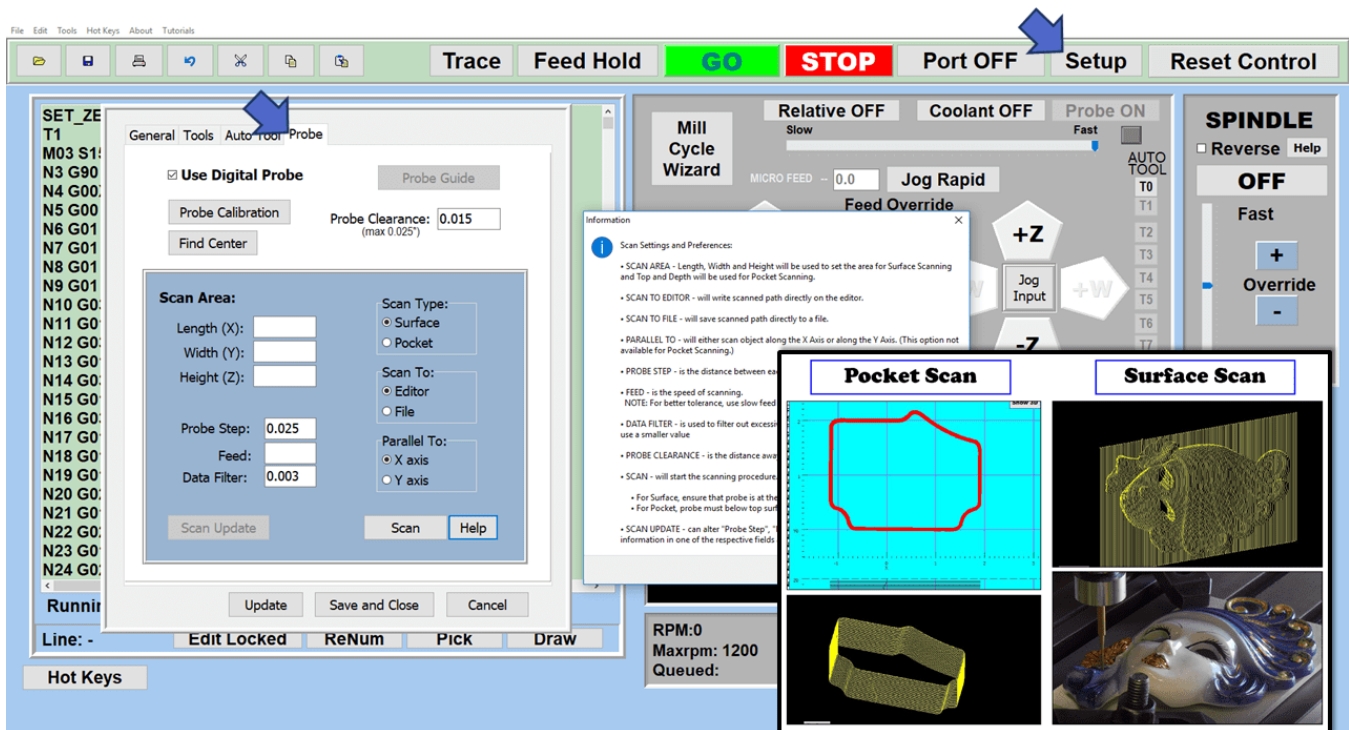 File Edit Tools Hot Keys About Tutorials
Trace Feed Hold GO STOP Port OFF Setup Reset Control
SET_ZE
T1
M03 S15
N3 G90
N4 G00
N5 G00
N6 G01
N7 G01
N8 G01
N9 G01
N10 G0
N11 G0
N12 G0
N13 G0
N14 G0
N15 G0
N16 G0
N17 G0
N18 G0
N19 G0
N20 G0
N21 G0
N22 G0
N23 G0
N24 G0
Runnin
Line: - Edit Locked ReNum Pick Draw
Hot Keys
General Tools Auto Tool Probe
Use Digital Probe
Probe Guide
Probe Calibration
Probe Clearance: 0.015
(max 0.025")
Find Center
Scan Area:
Length (X):
Width (Y):
Height (Z):
Probe Step: 0.025
Feed:
Data Filter: 0.003
Scan Type:
Surface
Pocket
Scan To:
Editor
File
Parallel To:
X axis
Y axis
Scan Update Scan Help
Update Save and Close Cancel
Mill
Cycle
Wizard
Relative OFF Coolant OFF Probe ON
Slow Fast
MICRO FEED -- 0.0 Jog Rapid
Feed Override
AUTO
TOOL
T0
T1
T2
T3
T4
T5
T6
T7
+Z
Jog
Input
+W
-Z
SPINDLE
Reverse Help
OFF
Fast
+
Override
-
Information
Scan Settings and Preferences:
• SCAN AREA - Length, Width and Height will be used to set the area for Surface Scanning
and Top and Depth will be used for Pocket Scanning.
• SCAN TO EDITOR - will write scanned path directly on the editor.
• SCAN TO FILE - will save scanned path directly to a file.
• PARALLEL TO - will either scan object along the X Axis or along the Y Axis. (This option not
available for Pocket Scanning.)
• PROBE STEP - is the distance between ea
• FEED - is the speed of scanning.
NOTE: For better tolerance, use slow feed
• DATA FILTER - is used to filter out excessi
use a smaller value
• PROBE CLEARANCE - is the distance awa
• SCAN - will start the scanning procedure.
• For Surface, ensure that probe is at the
• For Pocket, probe must below top surf
• SCAN UPDATE - can alter "Probe Step", "
information in one of the respective fields
RPM:0
Maxrpm: 1200
Queued:
Pocket Scan
Surface Scan